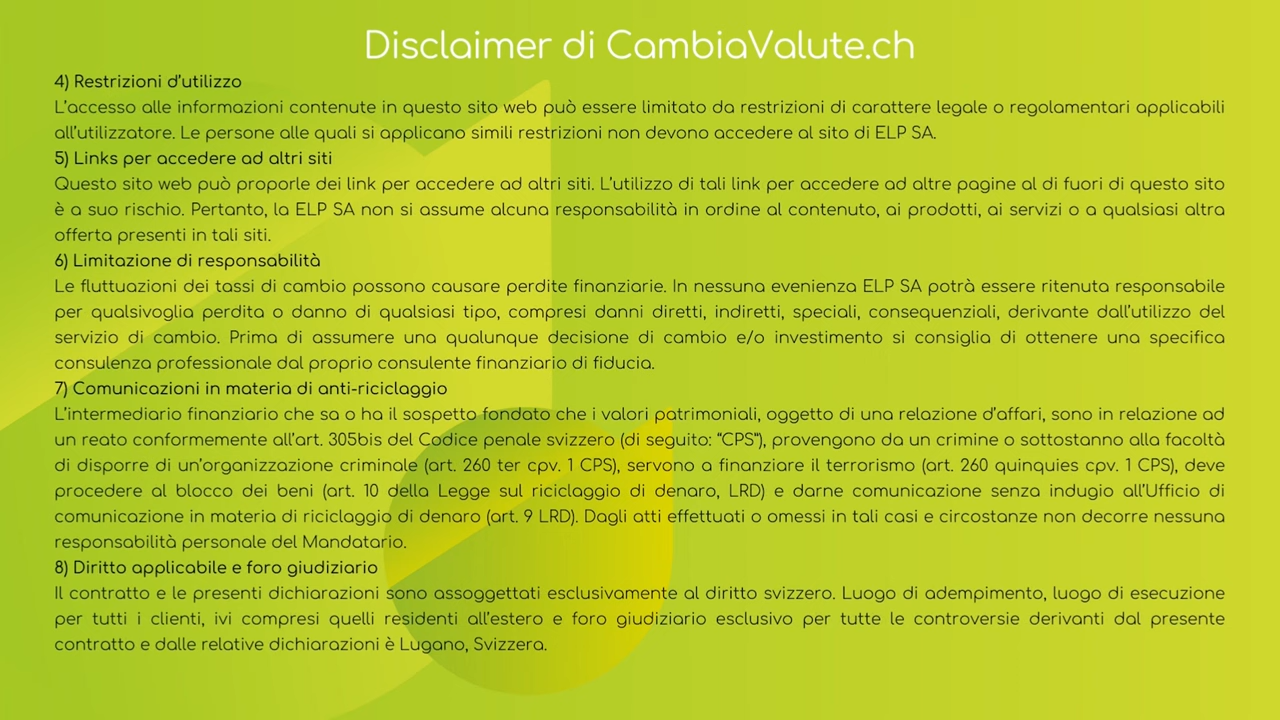 Disclaimer di CambiaValute.ch
4) Restrizioni d'utilizzo
L'accesso alle informazioni contenute in questo sito web può essere limitato da restrizioni di carattere legale o regolamentari applicabili
all'utilizzatore. Le persone alle quali si applicano simili restrizioni non devono accedere al sito di ELP SA.
5) Links per accedere ad altri siti
Questo sito web può proporle dei link per accedere ad altri siti. L'utilizzo di tali link per accedere ad altre pagine al di fuori di questo sito
è a suo rischio. Pertanto, la ELP SA non si assume alcuna responsabilità in ordine al contenuto, ai prodotti, ai servizi o a qualsiasi altra
offerta presenti in tali siti.
6) Limitazione di responsabilità
Le fluttuazioni dei tassi di cambio possono causare perdite finanziarie. In nessuna evenienza ELP SA potrà essere ritenuta responsabile
per qualsivoglia perdita o danno di qualsiasi tipo, compresi danni diretti, indiretti, speciali, consequenziali, derivante dall'utilizzo del
servizio di cambio. Prima di assumere una qualunque decisione di cambio e/o investimento si consiglia di ottenere una specifica
consulenza professionale dal proprio consulente finanziario di fiducia.
7) Comunicazioni in materia di anti-riciclaggio
L'intermediario finanziario che sa o ha il sospetto fondato che i valori patrimoniali, oggetto di una relazione d'affari, sono in relazione ad
un reato conformemente all'art. 305bis del Codice penale svizzero (di seguito: "CPS"), provengono da un crimine o sottostanno alla facoltà
di disporre di un'organizzazione criminale (art. 260 ter cpv. 1 CPS), servono a finanziare il terrorismo (art. 260 quinquies cpv. 1 CPS), deve
procedere al blocco dei beni (art. 10 della Legge sul riciclaggio di denaro, LRD) e darne comunicazione senza indugio all'Ufficio di
comunicazione in materia di riciclaggio di denaro (art. 9 LRD). Dagli atti effettuati o omessi in tali casi e circostanze non decorre nessuna
responsabilità personale del Mandatario.
8) Diritto applicabile e foro giudiziario
Il contratto e le presenti dichiarazioni sono assoggettati esclusivamente al diritto svizzero. Luogo di adempimento, luogo di esecuzione
per tutti i clienti, ivi compresi quelli residenti all'estero e foro giudiziario esclusivo per tutte le controversie derivanti dal presente
contratto e dalle relative dichiarazioni è Lugano, Svizzera.